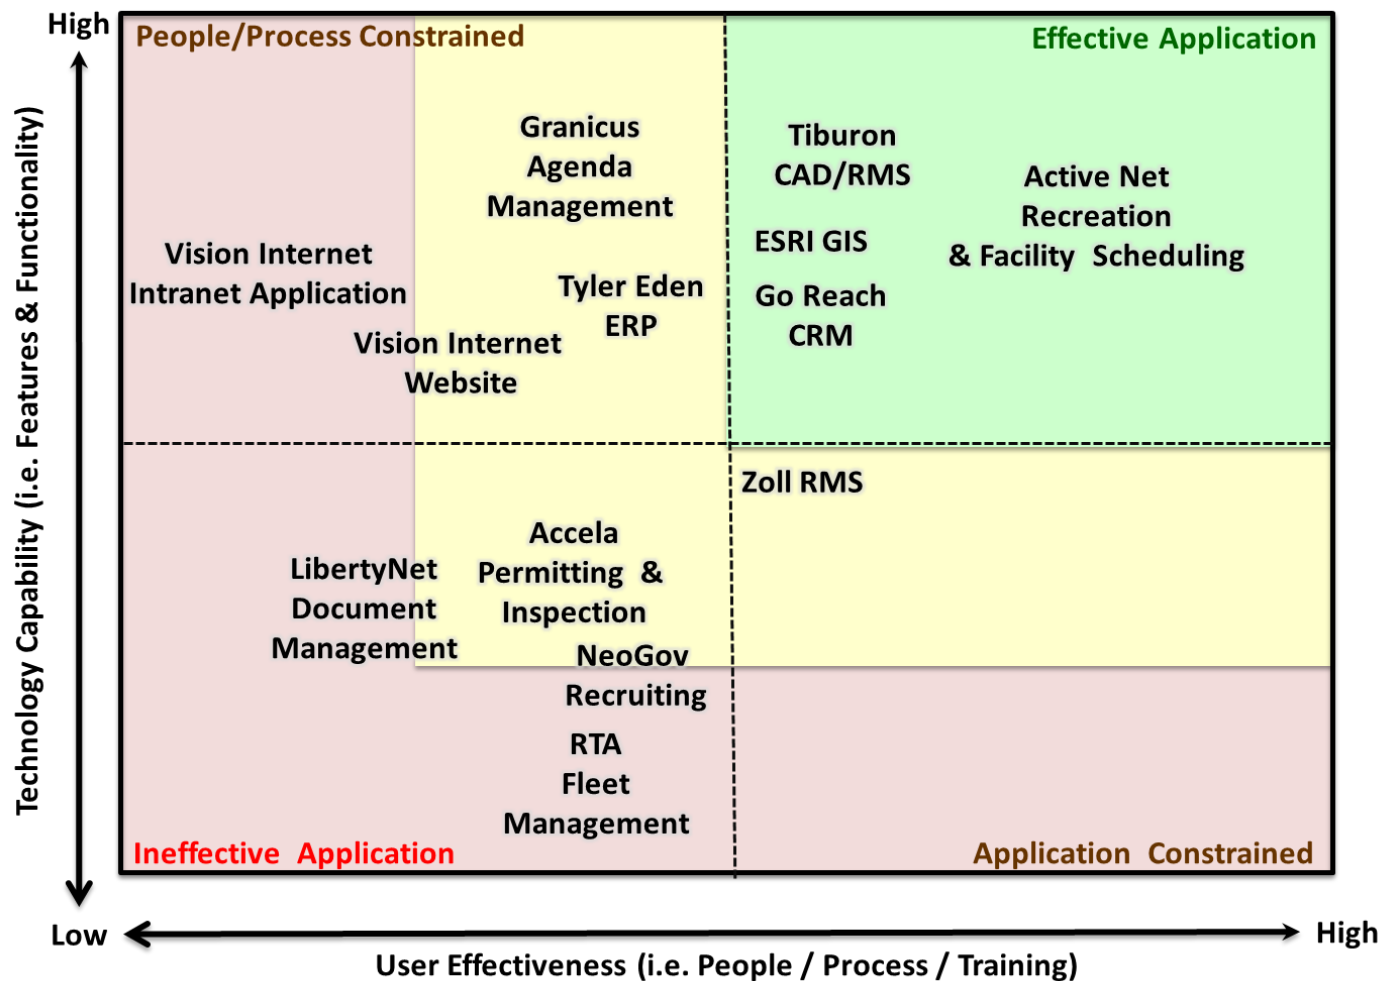 High
People/Process Constrained
Effective Application
Granicus
Agenda
Management
Tiburon
CAD/RMS
Active Net
Recreation
& Facility Scheduling
Vision Internet
Intranet Application
ESRI GIS
Tyler Eden
ERP
Go Reach
CRM
Vision Internet
Website
Technology Capability (i.e. Features & Functionality)
Zoll RMS
Accela
Permitting &
Inspection
LibertyNet
Document
Management
NeoGov
Recruiting
RTA
Fleet
Management
Ineffective Application
Application Constrained
Low
High
User Effectiveness (i.e. People / Process / Training)